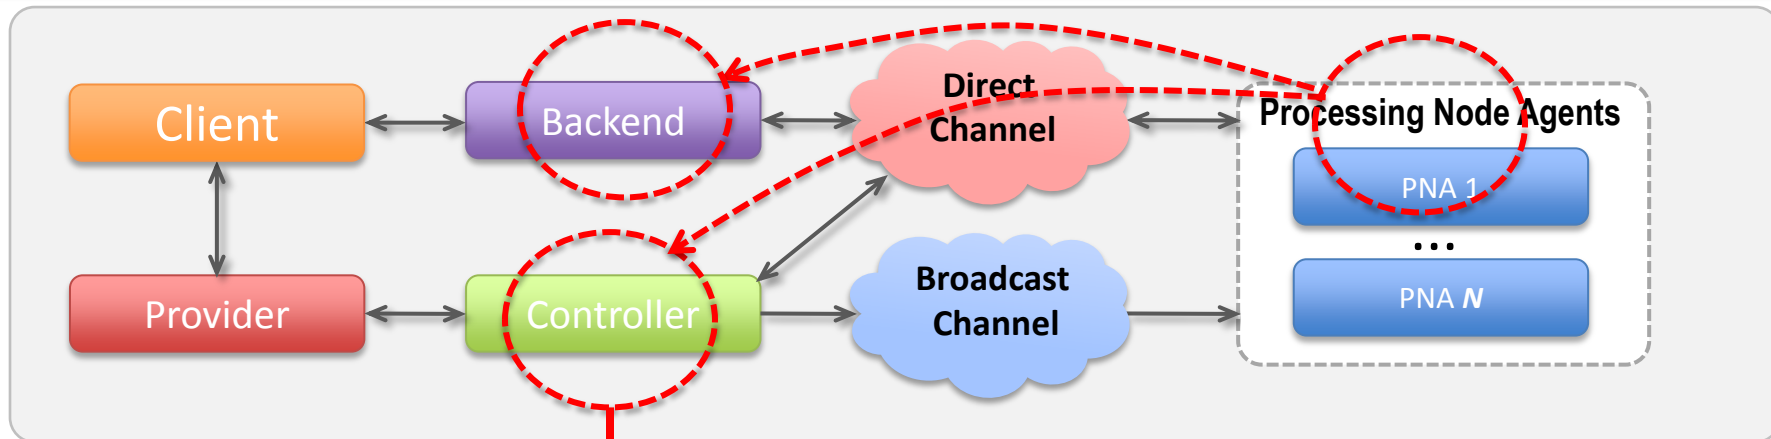 Client
Backend
Direct
Channel
Processing Node Agents
PNA 1
...
PNA N
Provider
Controller
Broadcast
Channel